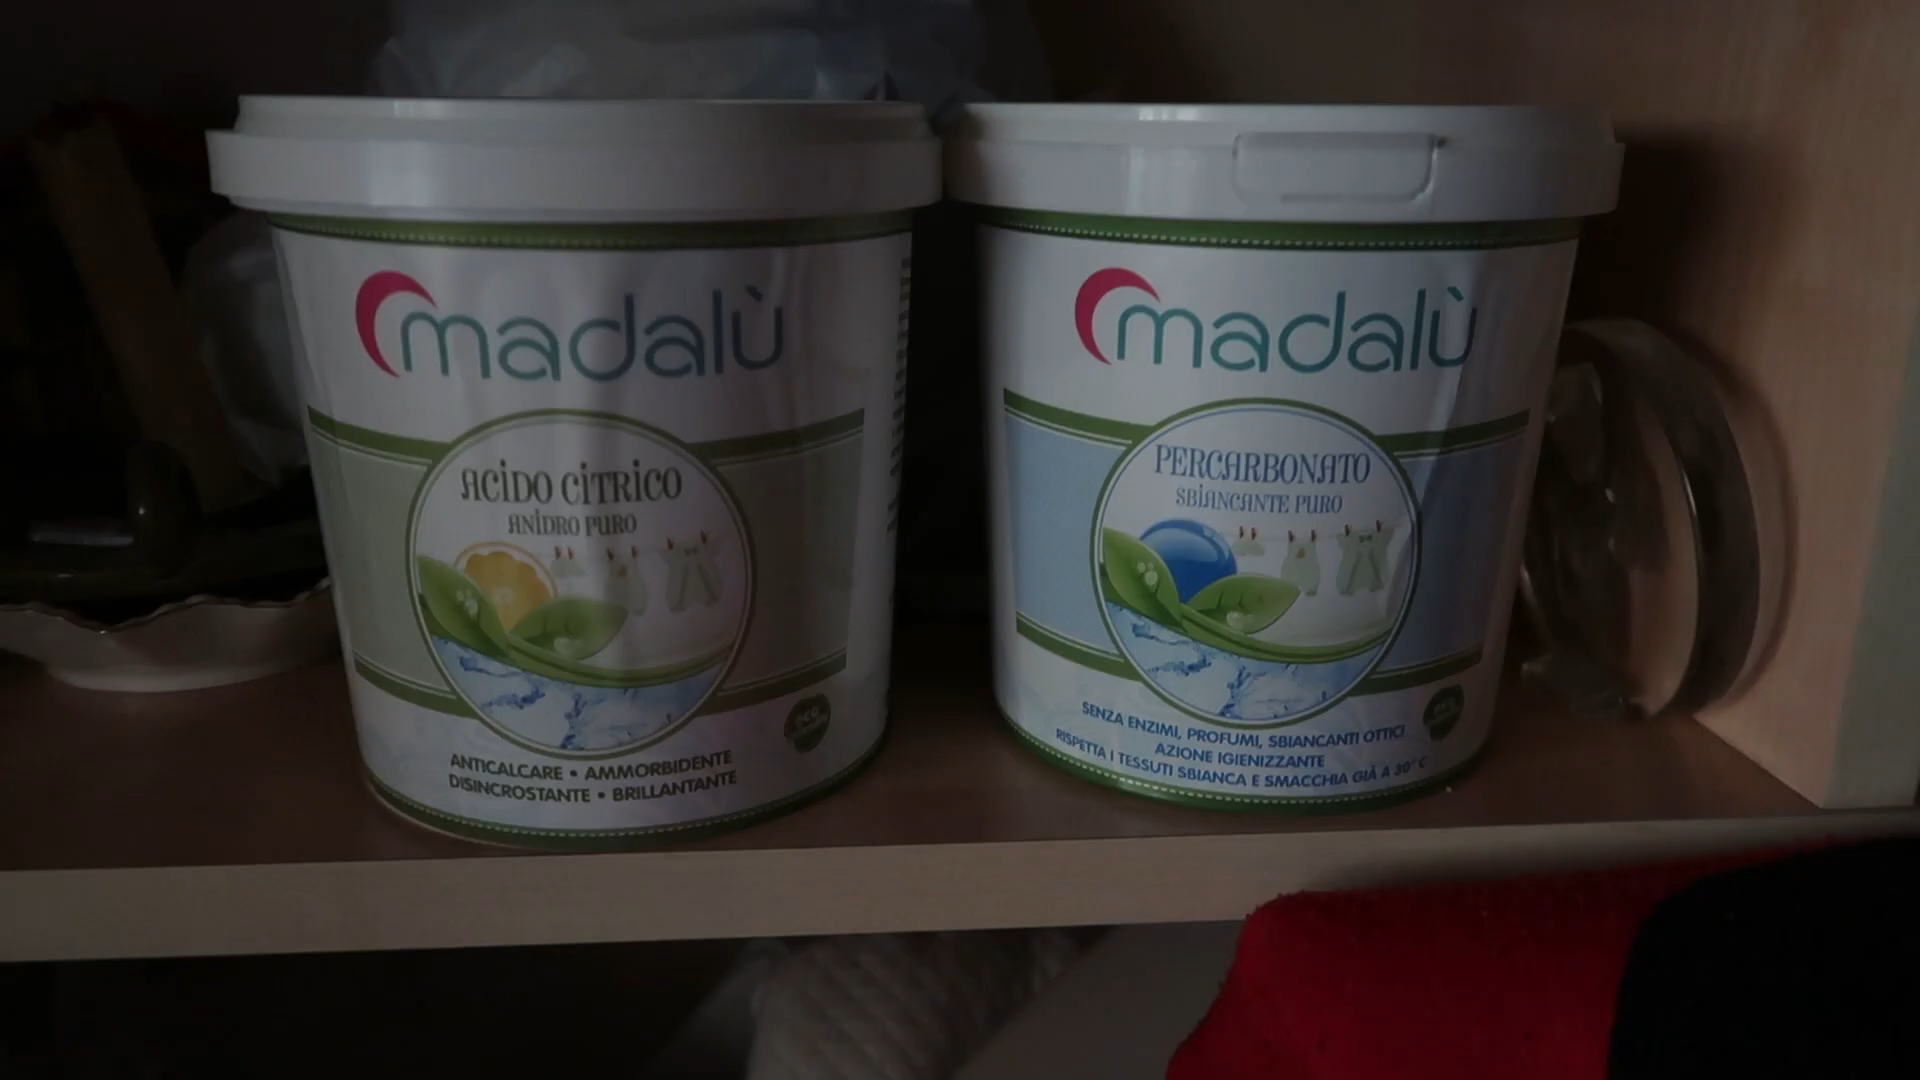 madalù
ACIDO CITRICO
ANIDRO PURO
ANTICALCARE • AMMORBIDENTE
DISINCROSTANTE • BRILLANTANTE
madalù
PERCARBONATO
SBIANCANTE PURO
SENZA ENZIMI, PROFUMI, SBIANCANTI OTTICI
AZIONE IGIENIZZANTE
RISPETTA I TESSUTI SBIANCA E SMACCHIA GIÀ A 30° C